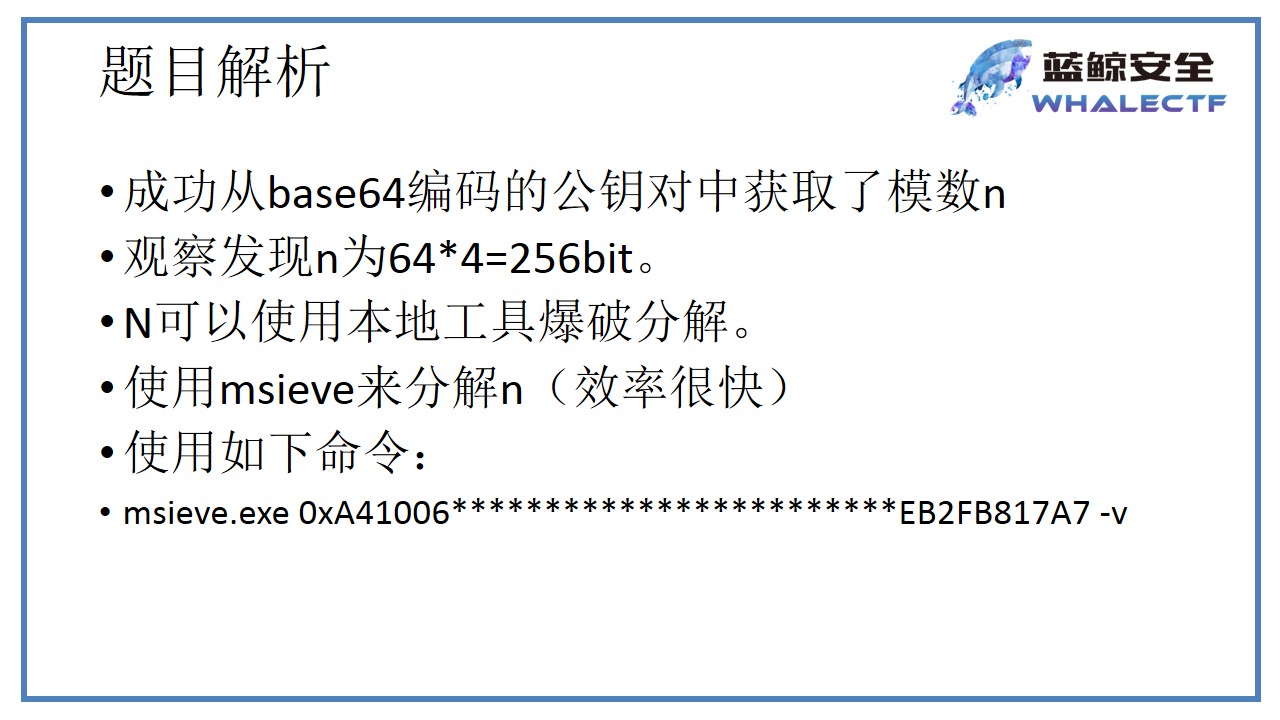 题目解析
蓝鲸安全
WHALECTF
• 成功从base64编码的公钥对中获取了模数n
• 观察发现n为64*4=256bit。
• N可以使用本地工具爆破分解。
• 使用msieve来分解n（效率很快）
• 使用如下命令：
• msieve.exe 0xA41006************************EB2FB817A7 -v